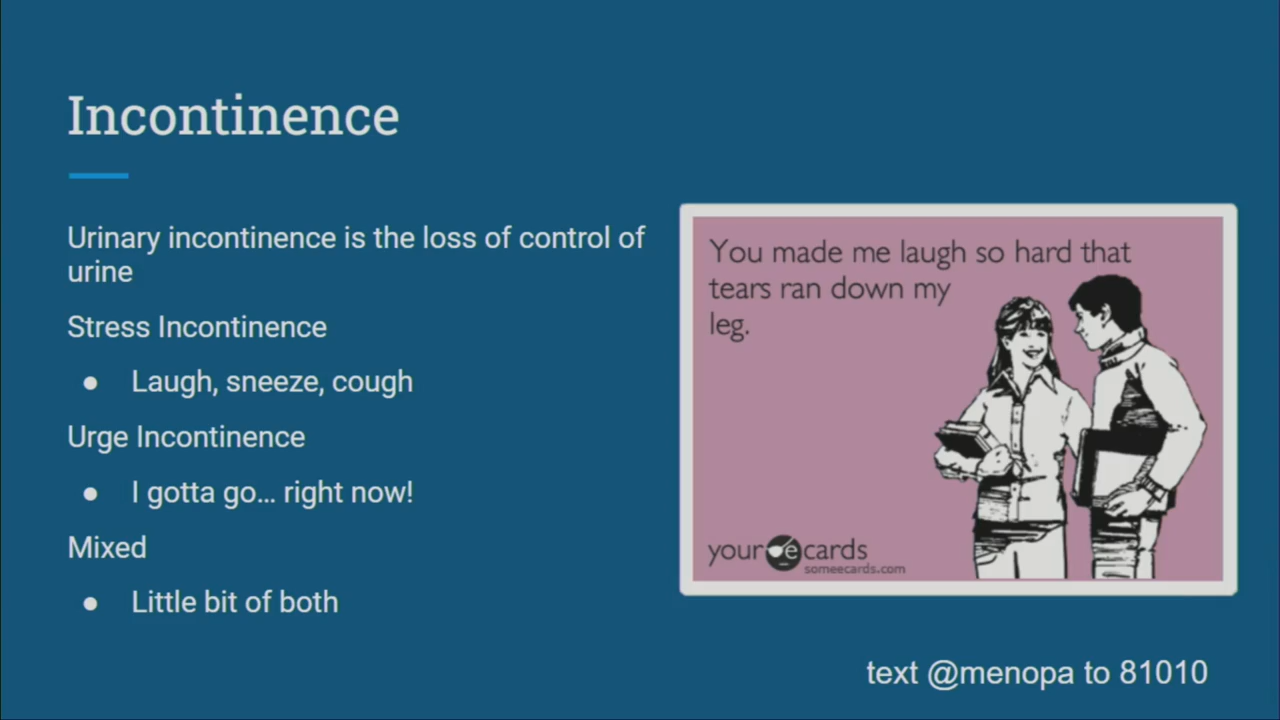 Incontinence
Urinary incontinence is the loss of control of
urine
Stress Incontinence
● Laugh, sneeze, cough
Urge Incontinence
● I gotta go... right now!
Mixed
● Little bit of both
You made me laugh so hard that
tears ran down my
leg.
your e cards
someecards.com
text @menopa to 81010